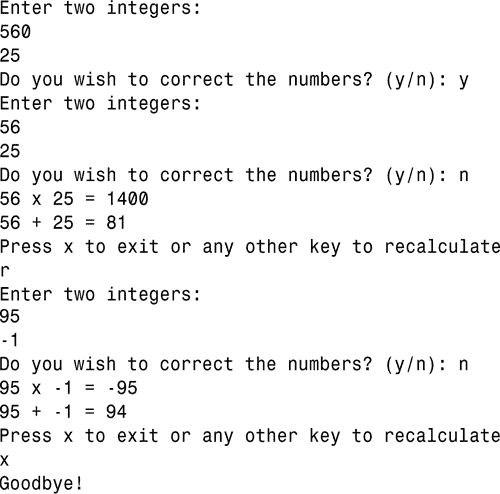 Enter two integers:
560
25
Do you wish to correct the numbers? (y/n): y
Enter two integers:
56
25
Do you wish to correct the numbers? (y/n): n
56 x 25 = 1400
56 + 25 = 81
Press x to exit or any other key to recalculate
r
Enter two integers:
95
-1
Do you wish to correct the numbers? (y/n): n
95 x -1 = -95
95 + -1 = 94
Press x to exit or any other key to recalculate
x
Goodbye!